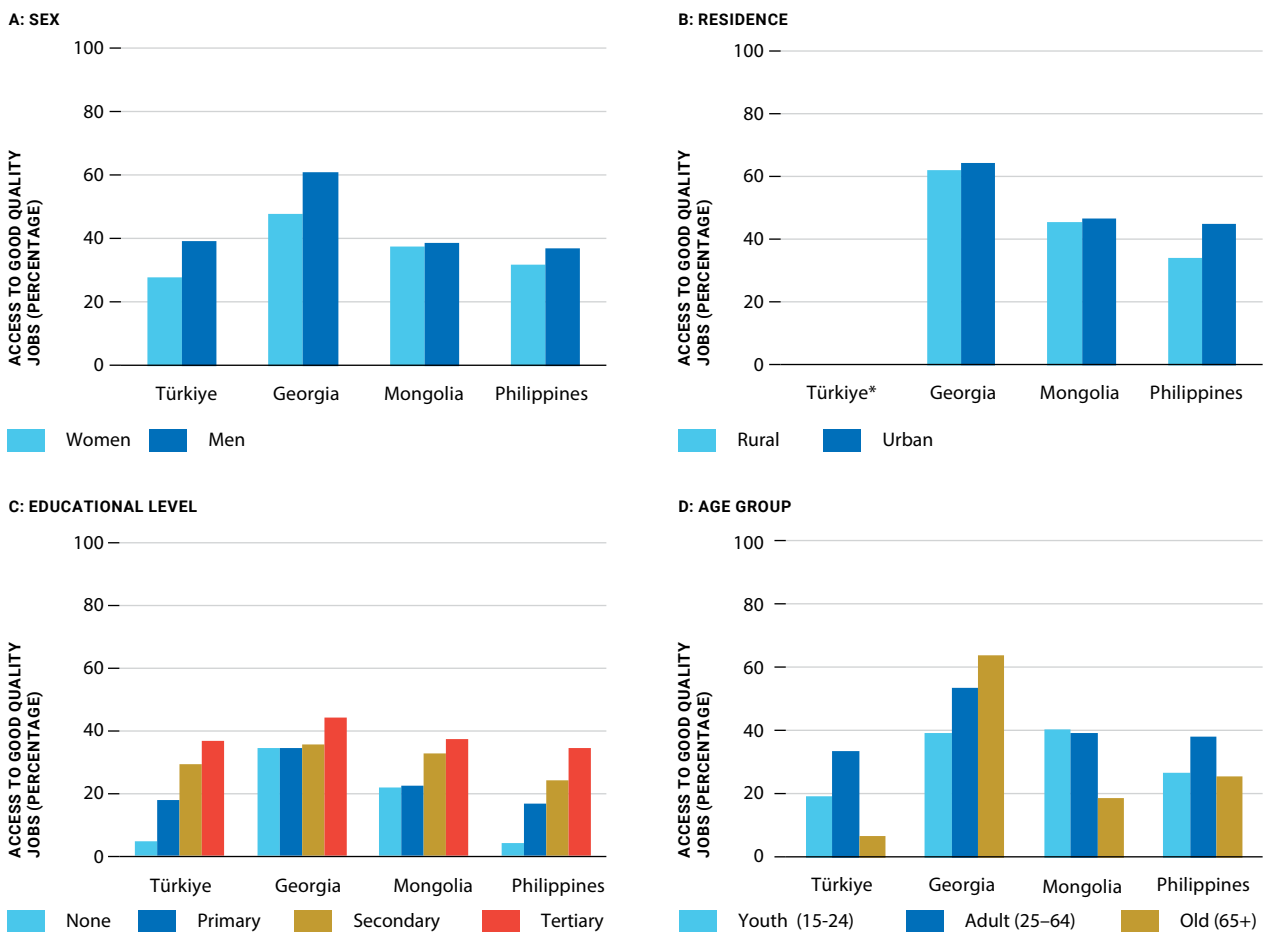 A: SEX
100
80
60
40
20
0
ACCESS TO GOOD QUALITY
JOBS (PERCENTAGE)
Türkiye
Georgia
Mongolia
Philippines
Women
Men
B: RESIDENCE
100
80
60
40
20
0
ACCESS TO GOOD QUALITY
JOBS (PERCENTAGE)
Türkiye*
Georgia
Mongolia
Philippines
Rural
Urban
C: EDUCATIONAL LEVEL
100
80
60
40
20
0
ACCESS TO GOOD QUALITY
JOBS (PERCENTAGE)
Türkiye
Georgia
Mongolia
Philippines
None
Primary
Secondary
Tertiary
D: AGE GROUP
100
80
60
40
20
0
ACCESS TO GOOD QUALITY
JOBS (PERCENTAGE)
Türkiye
Georgia
Mongolia
Philippines
Youth (15-24)
Adult (25–64)
Old (65+)